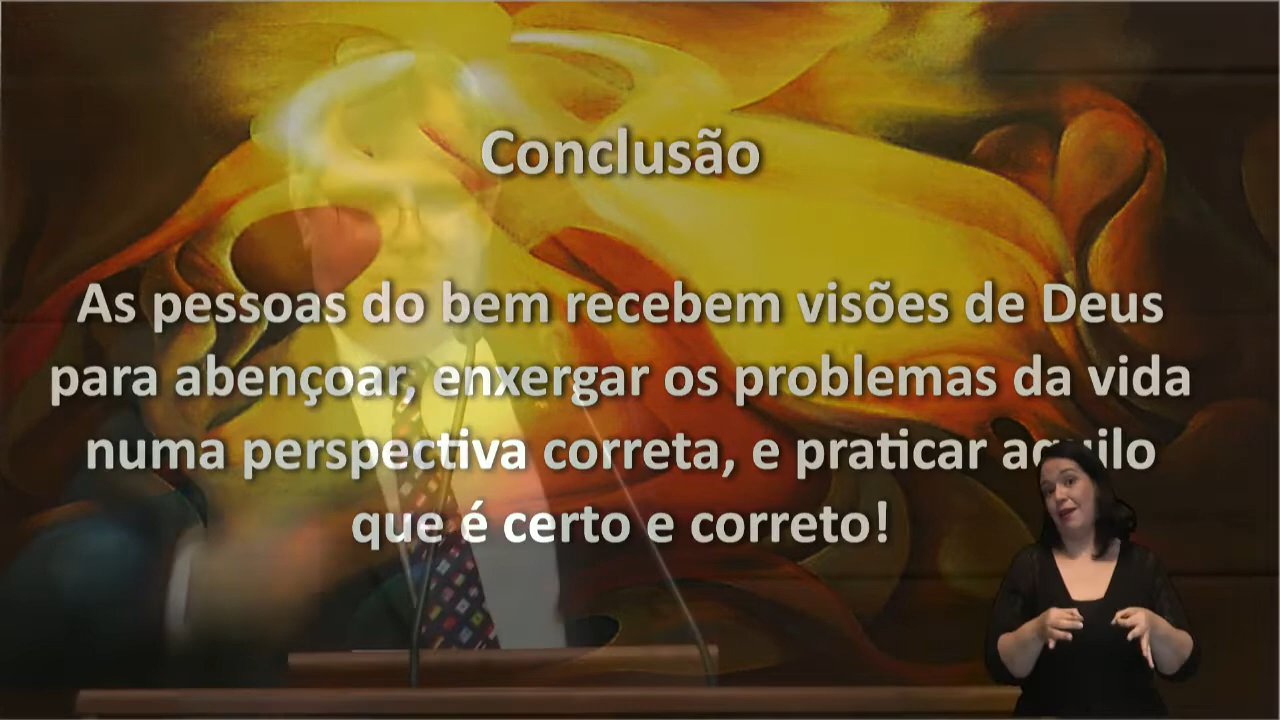 Conclusão
As pessoas do bem recebem visões de Deus
para abençoar, enxergar os problemas da vida
numa perspectiva correta, e praticar aquilo
que é certo e correto!